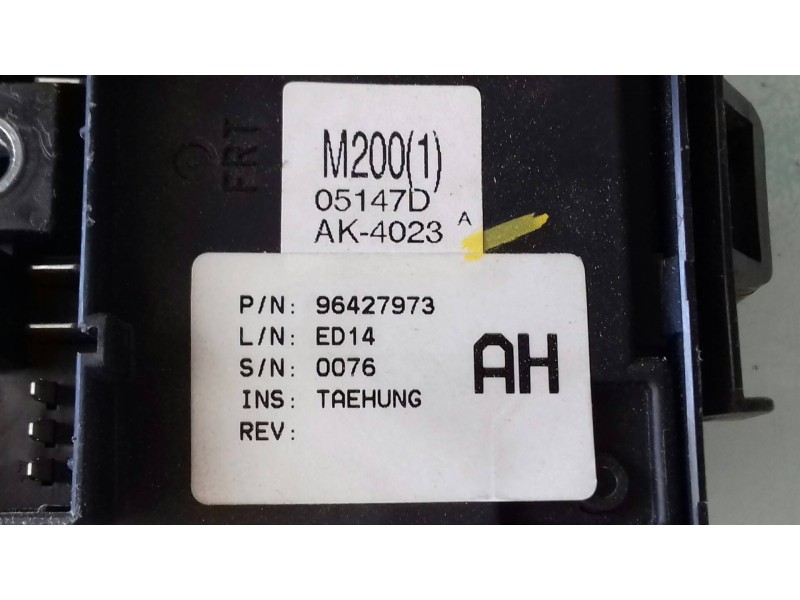 FRT
M200(1)
05147D
AK-4023 A
P/N: 96427973
L/N: ED14
S/N: 0076
INS: TAEHUNG
REV:
AH